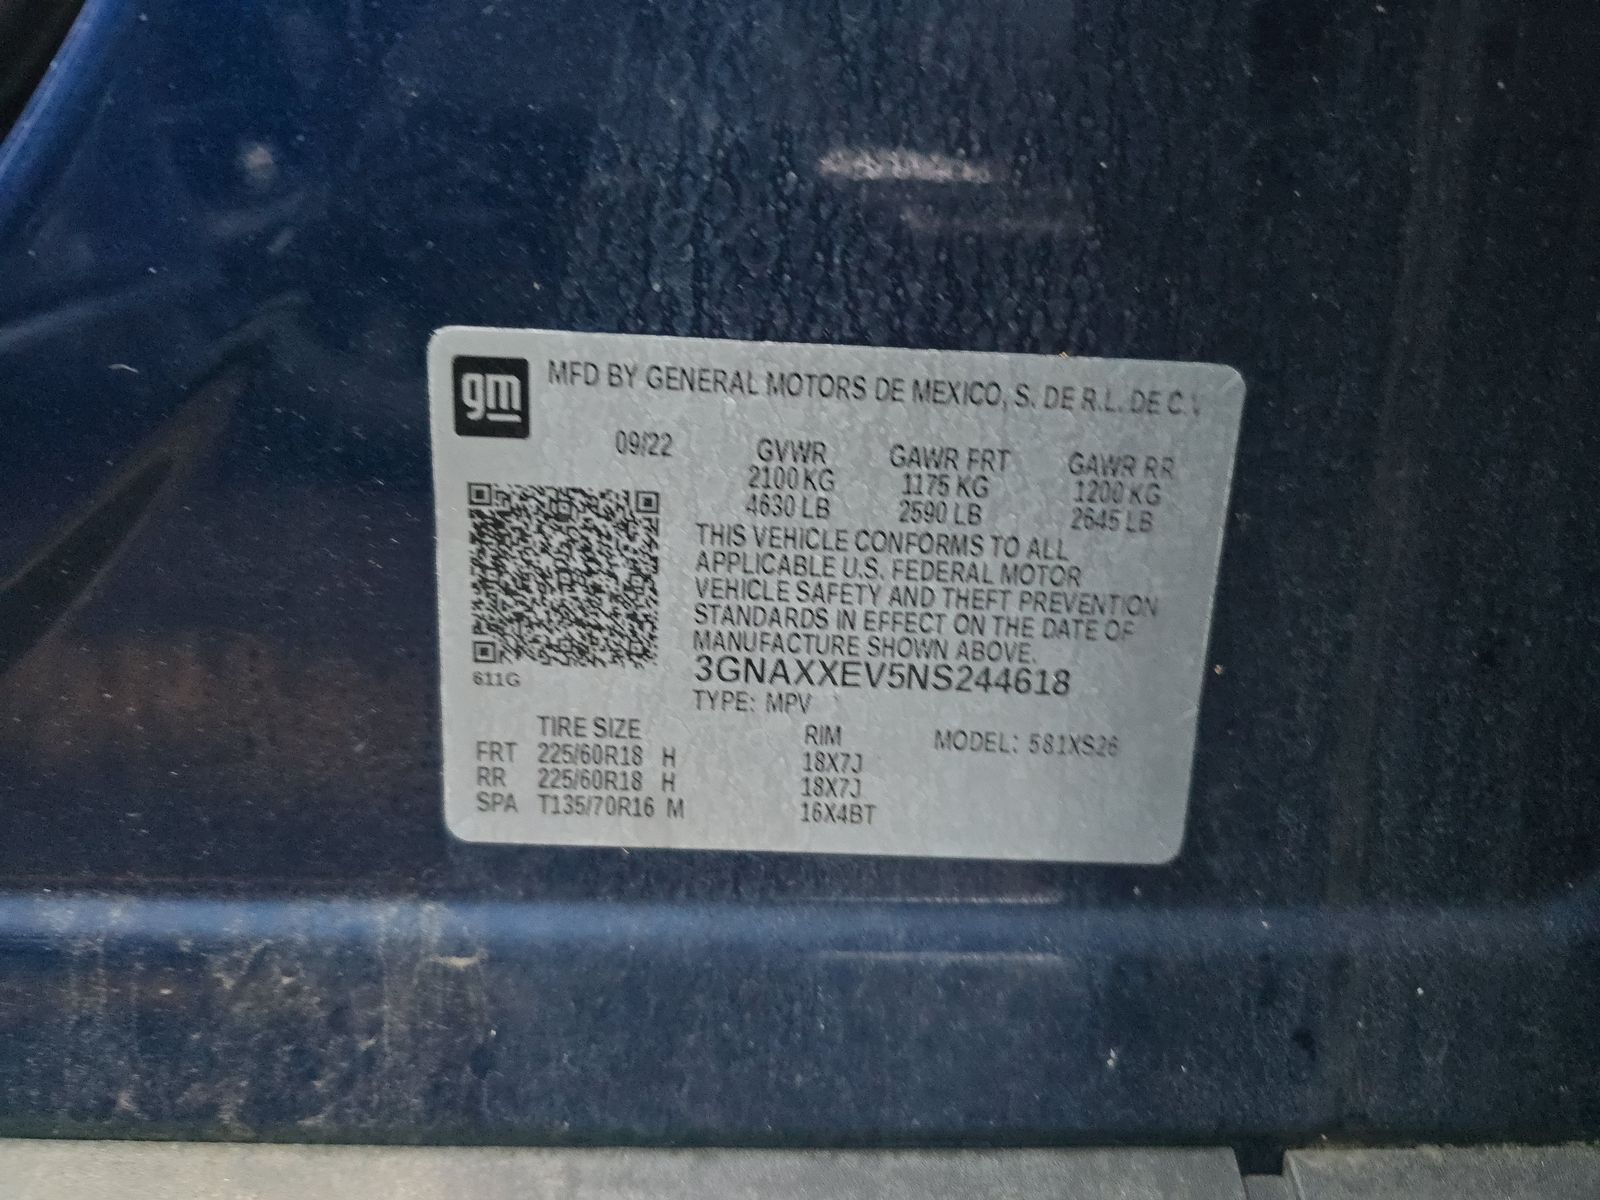 gm
MFD BY GENERAL MOTORS DE MEXICO, S. DE R.L. DE C.V
09/22 GVWR GAWR FRT GAWR RR
2100 KG 1175 KG 1200 KG
4630 LB 2590 LB 2645 LB
THIS VEHICLE CONFORMS TO ALL
APPLICABLE U.S. FEDERAL MOTOR
VEHICLE SAFETY AND THEFT PREVENTION
STANDARDS IN EFFECT ON THE DATE OF
MANUFACTURE SHOWN ABOVE.
611G
3GNAXXEV5NS244618
TYPE: MPV
TIRE SIZE RIM MODEL: 581XS26
FRT 225/60R18 H 18X7J
RR 225/60R18 H 18X7J
SPA T135/70R16 M 16X4BT